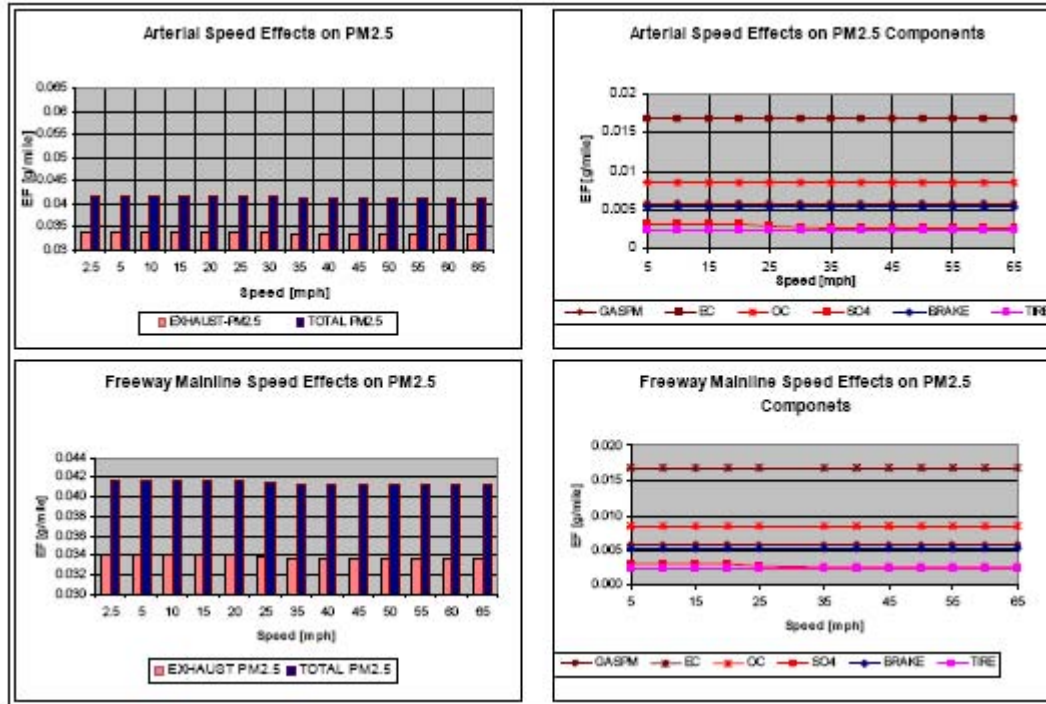 Arterial Speed Effects on PM2.5
EF [g/mile]
0.065
0.06
0.055
0.05
0.045
0.04
0.035
0.03
2.5 5 10 15 20 25 30 35 40 45 50 55 60 65
Speed [mph]
EXHAUST-PM2.5 TOTAL PM2.5
Arterial Speed Effects on PM2.5 Components
EF [g/mile]
0.02
0.015
0.01
0.005
0
5 15 25 35 45 55 65
Speed [mph]
GASPM EC OC SO4 BRAKE TIRE
Freeway Mainline Speed Effects on PM2.5
EF [g/mile]
0.044
0.042
0.040
0.038
0.036
0.034
0.032
0.030
2.5 5 10 15 20 25 35 40 45 50 55 60 65
Speed [mph]
EXHAUST PM2.5 TOTAL PM2.5
Freeway Mainline Speed Effects on PM2.5
Componets
EF [g/mile]
0.020
0.015
0.010
0.005
0.000
5 15 25 35 45 55 65
Speed [mph]
GASPM EC OC SO4 BRAKE TIRE